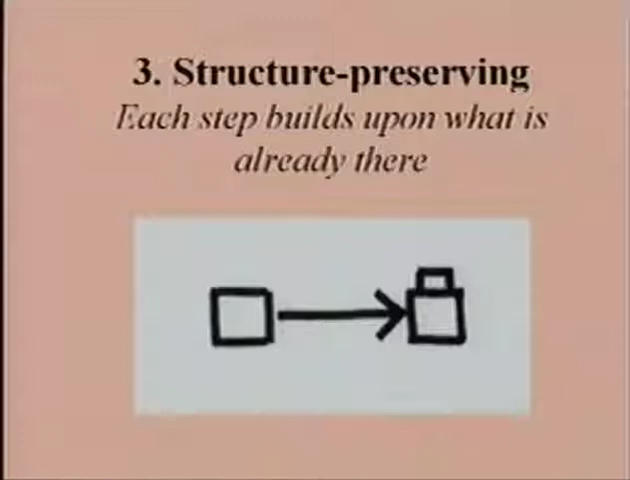 3. Structure-preserving
Each step builds upon what is
already there